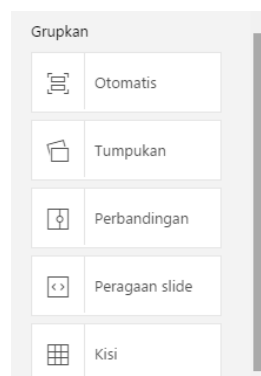 Grupkan
Otomatis
Tumpukan
Perbandingan
Peragaan slide
Kisi